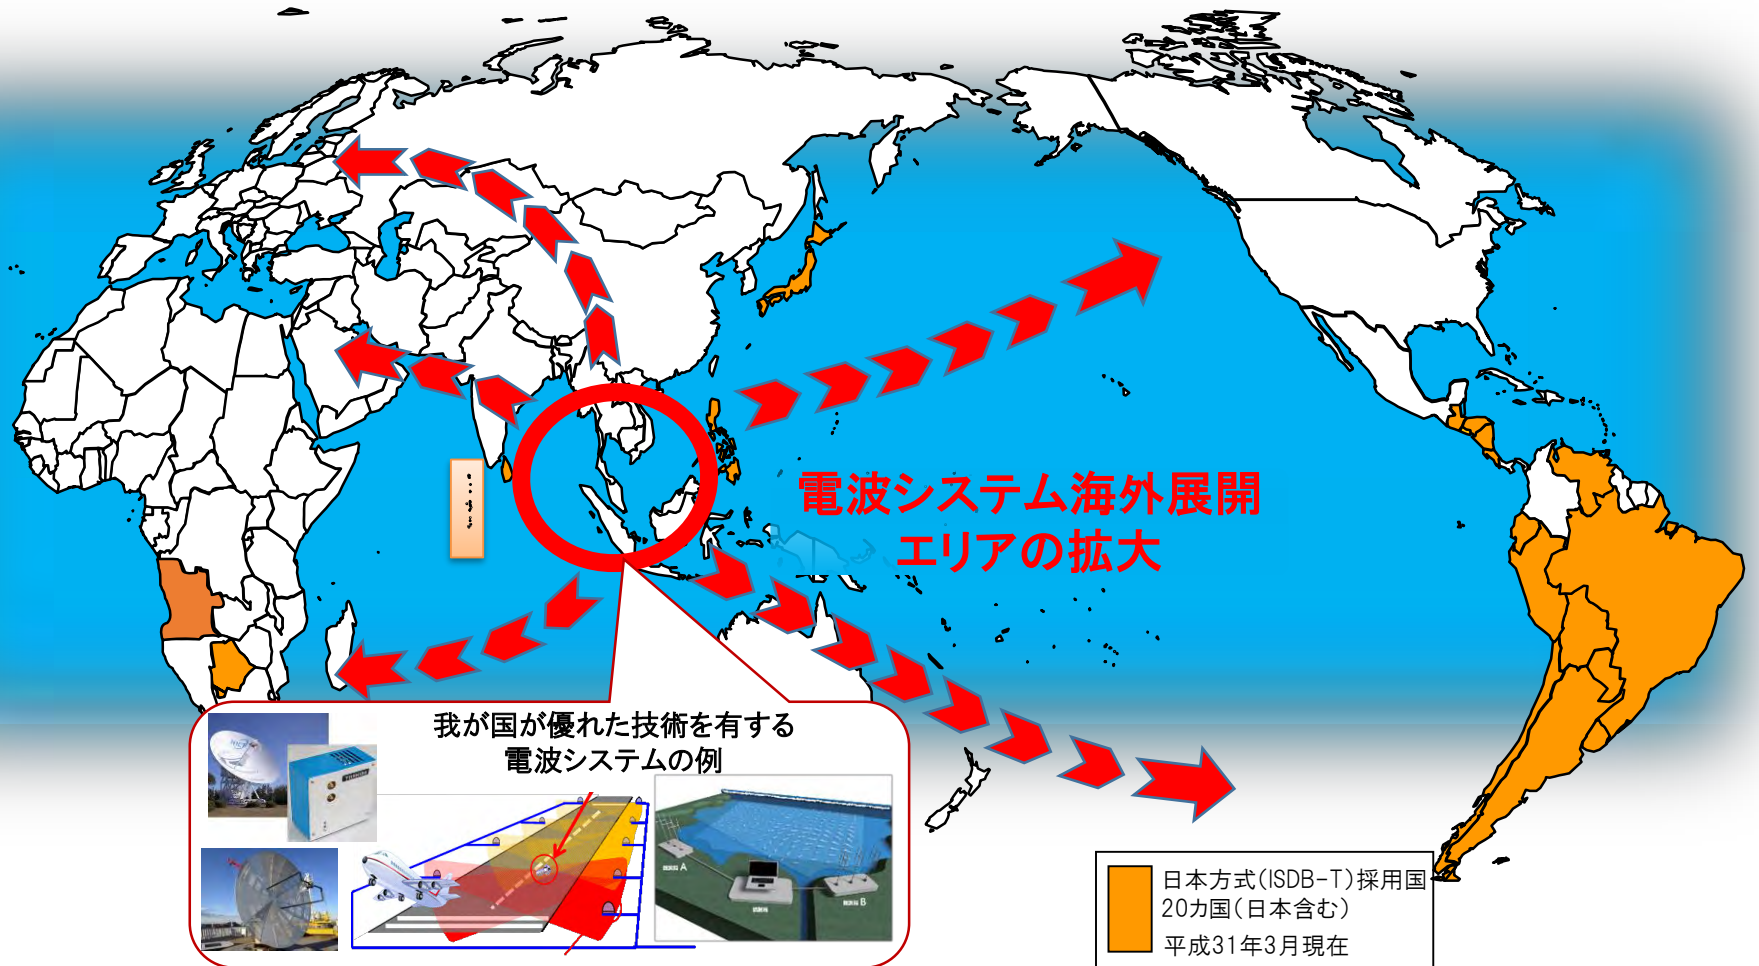 電波システム海外展開
エリアの拡大
我が国が優れた技術を有する
電波システムの例
TOSHIBA
A
B
日本方式(ISDB-T)採用国
20カ国(日本含む)
平成31年3月現在